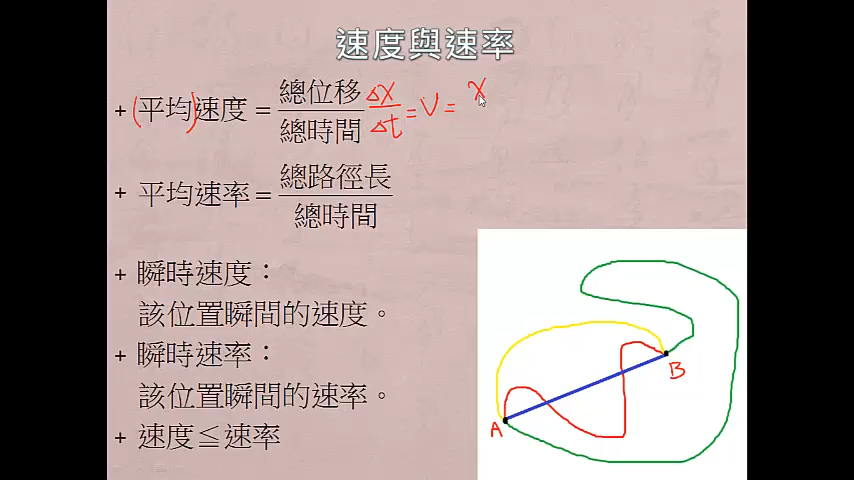 速度與速率
+ (平均)速度 = 總位移/總時間 Δx/Δt = V = x
+ 平均速率 = 總路徑長/總時間
+ 瞬時速度：
該位置瞬間的速度。
+ 瞬時速率：
該位置瞬間的速率。
+ 速度≦速率
B
A